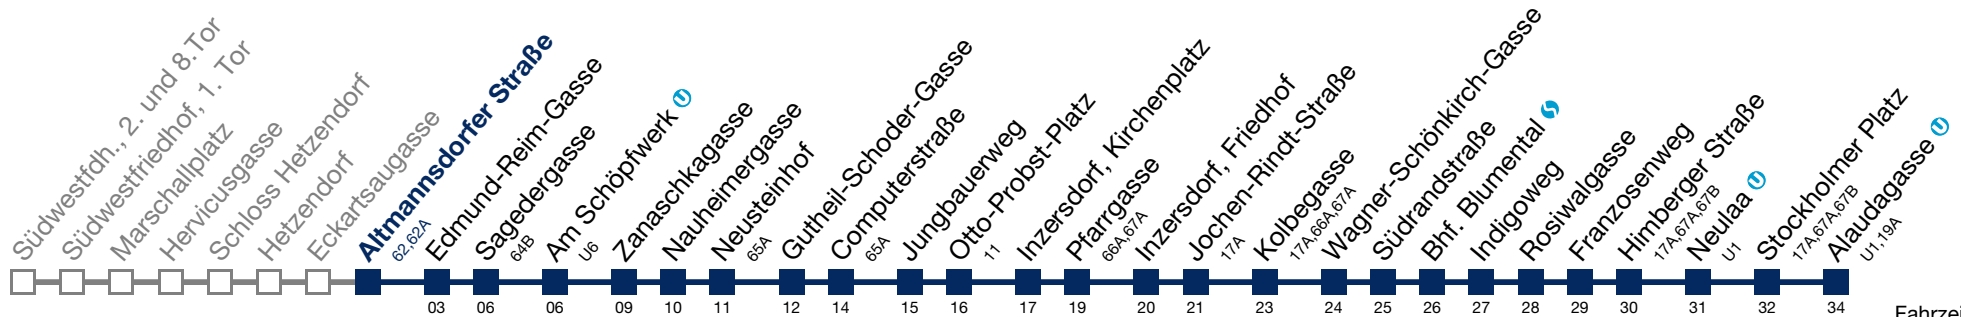 Südwestfdh., 2. und 8. Tor
Südwestfriedhof, 1. Tor
Marschallplatz
Hervicusgasse
Schloss Hetzendorf
Hetzendorf
Eckartsaugasse
Altmannsdorfer Straße
62,62A
Edmund-Reim-Gasse
Sagedergasse
64B
Am Schöpfwerk U
U6
Zanaschkagasse
Nauheimergasse
Neusteinhof
65A
Gutheil-Schoder-Gasse
Computerstraße
65A
Jungbauerweg
Otto-Probst-Platz
11
Inzersdorf, Kirchenplatz
Pfarrgasse
66A,67A
Inzersdorf, Friedhof
Jochen-Rindt-Straße
17A
Kolbegasse
17A,66A,67A
Wagner-Schönkirch-Gasse
Südrandstraße
Bhf. Blumental S
Indigoweg
Rosiwalgasse
Franzosenweg
Himberger Straße
17A,67A,67B
Neulaa U
U1
Stockholmer Platz
17A,67A,67B
Alaudagasse U
U1,19A
03 06 06 09 10 11 12 14 15 16 17 19 20 21 23 24 25 26 27 28 29 30 31 32 34